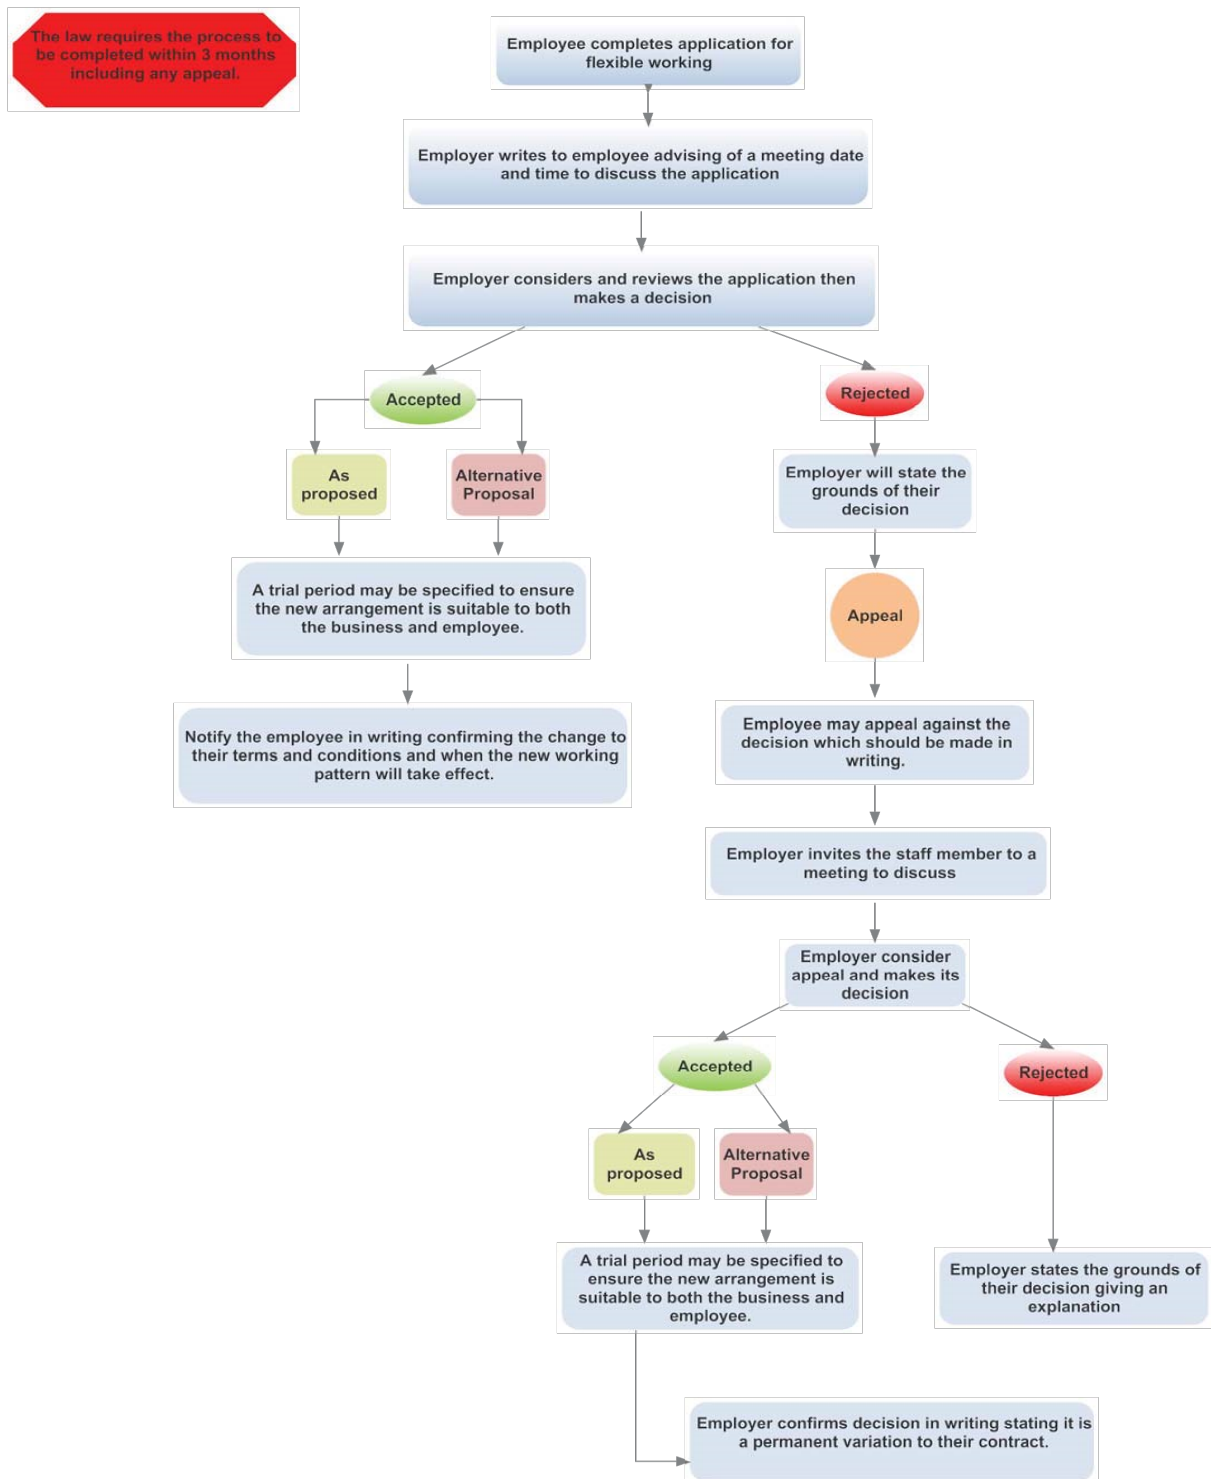 The law requires the process to
be completed within 3 months
including any appeal.
Employee completes application for
flexible working
Employer writes to employee advising of a meeting date
and time to discuss the application
Employer considers and reviews the application then
makes a decision
Accepted
Rejected
As
proposed
Alternative
Proposal
Employer will state the
grounds of their
decision
A trial period may be specified to ensure
the new arrangement is suitable to both
the business and employee.
Appeal
Notify the employee in writing confirming the change to
their terms and conditions and when the new working
pattern will take effect.
Employee may appeal against the
decision which should be made in
writing.
Employer invites the staff member to a
meeting to discuss
Employer consider
appeal and makes its
decision
Accepted
Rejected
As
proposed
Alternative
Proposal
A trial period may be specified to
ensure the new arrangement is
suitable to both the business and
employee.
Employer states the grounds of
their decision giving an
explanation
Employer confirms decision in writing stating it is
a permanent variation to their contract.